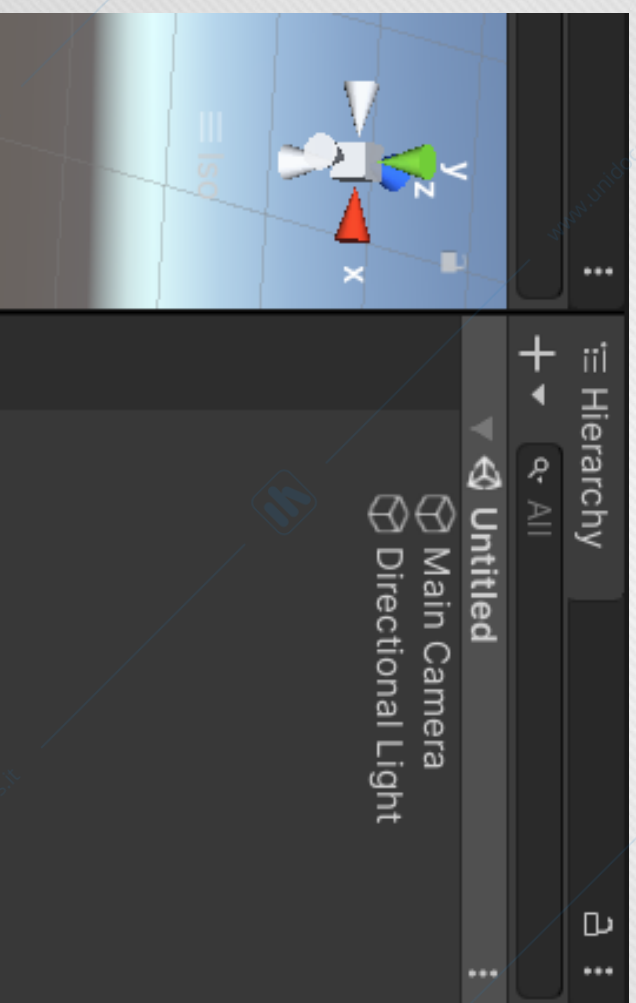 Hierarchy
All
Untitled
Main Camera
Directional Light
y
z
x
Iso